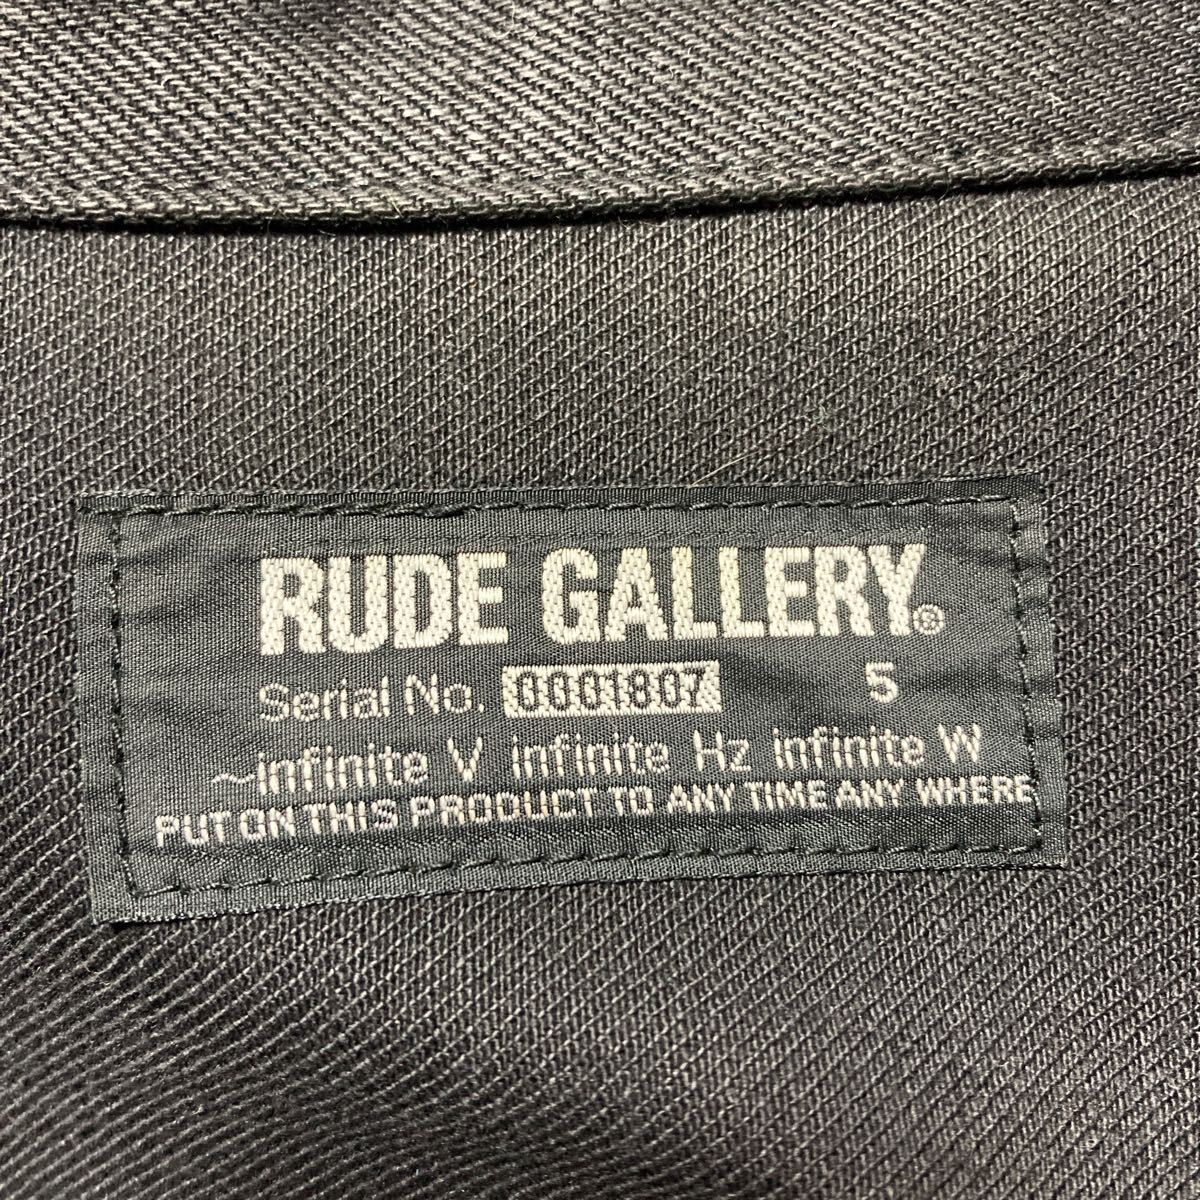 RUDE GALLERY®
Serial No. 0001807 5
~infinite V infinite Hz infinite W
PUT ON THIS PRODUCT TO ANY TIME ANY WHERE